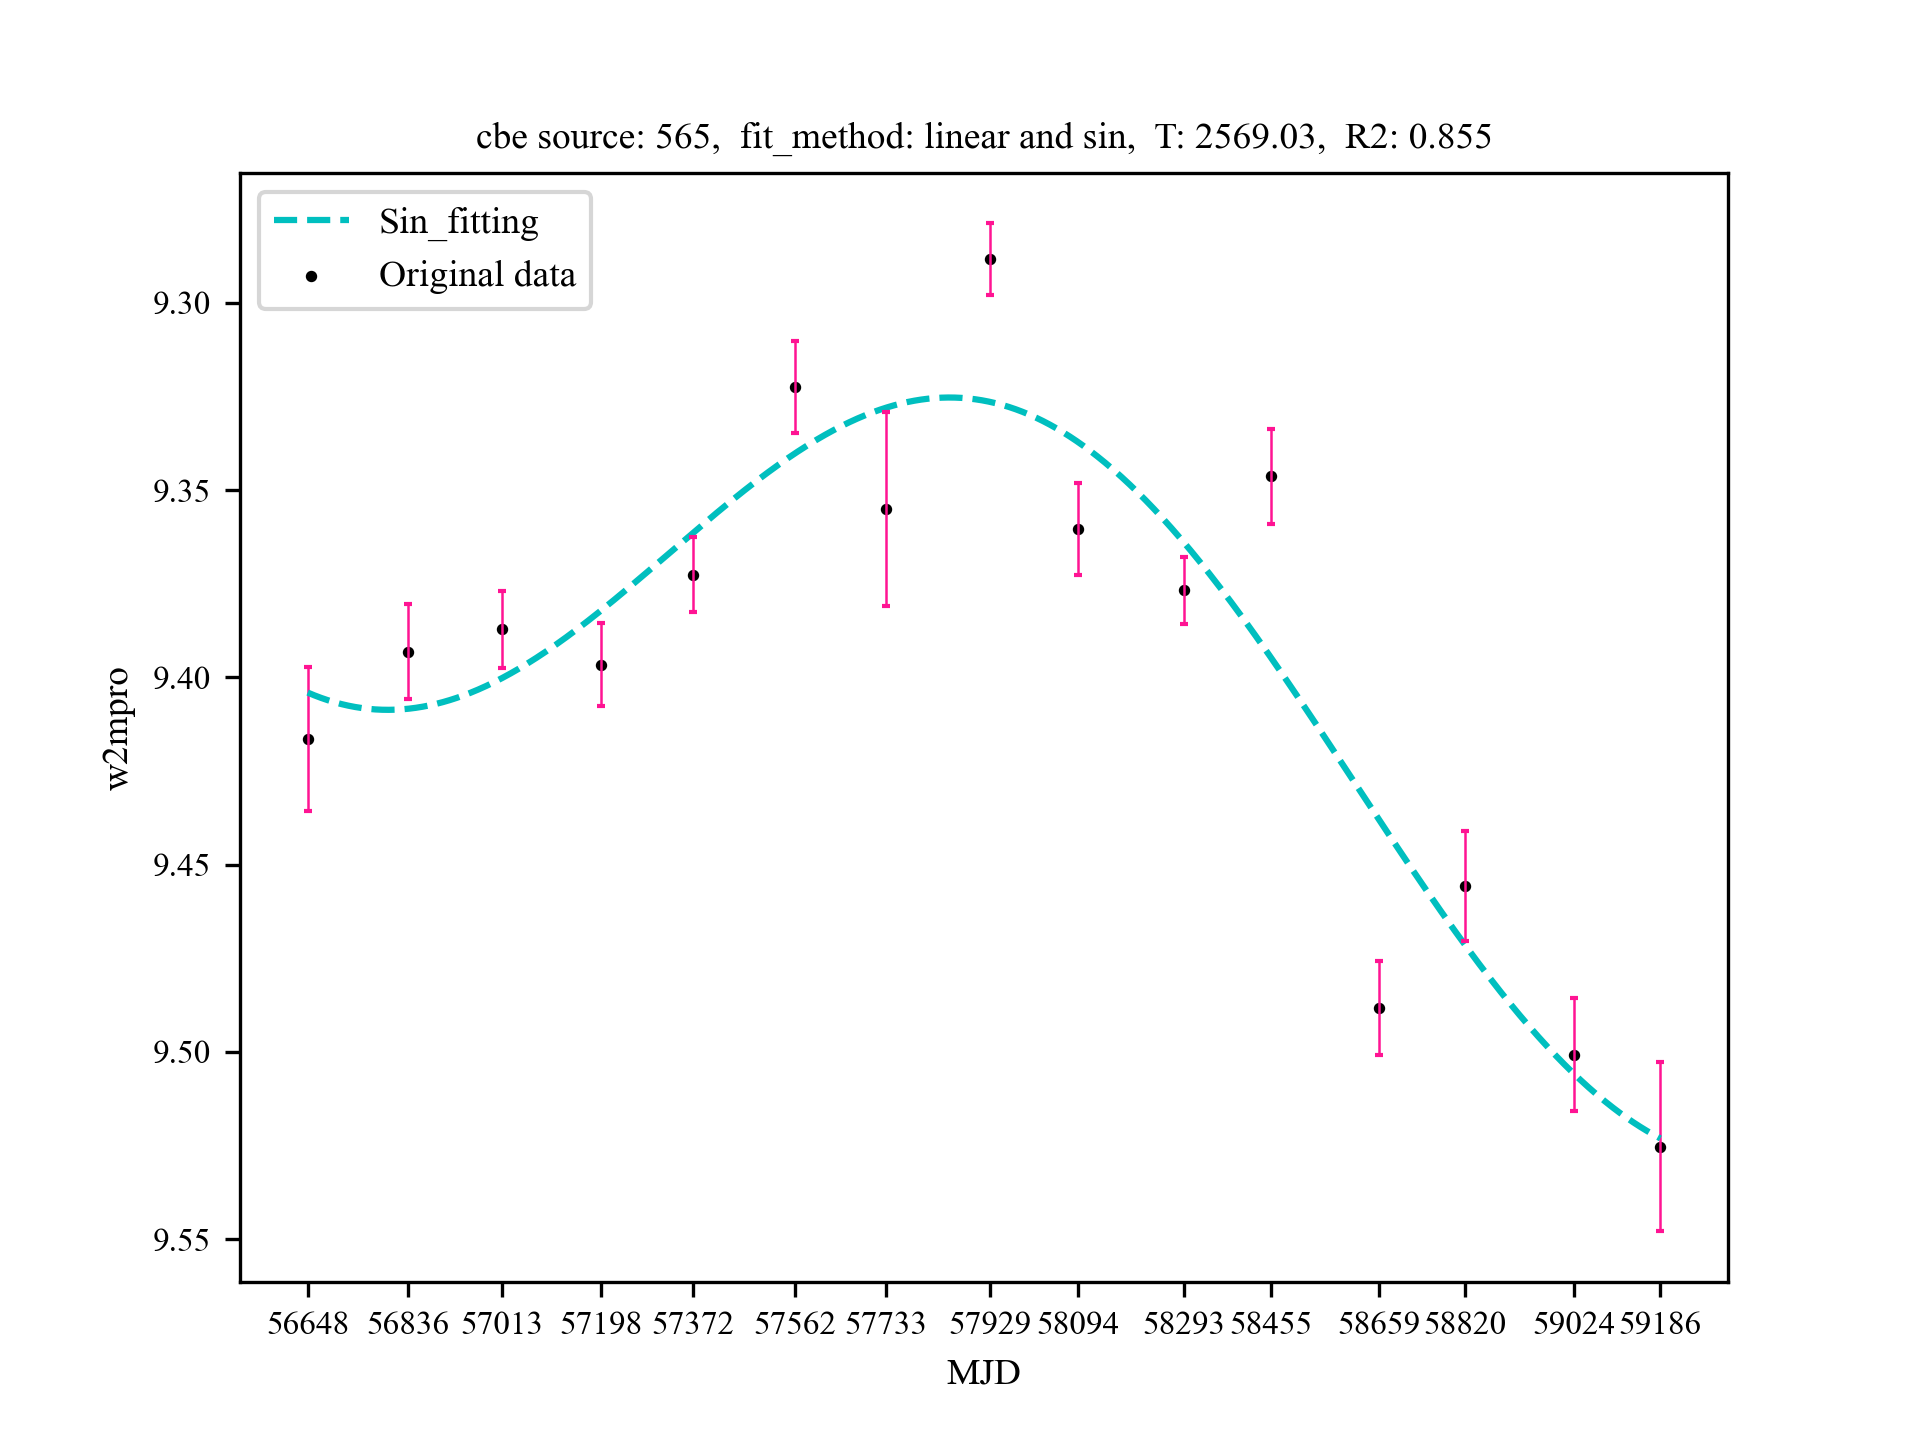 cbe source: 565,  fit_method: linear and sin,  T: 2569.03,  R2: 0.855
Sin_fitting
Original data
9.30
9.35
9.40
9.45
9.50
9.55
w2mpro
56648 56836 57013 57198 57372 57562 57733 57929 58094 58293 58455 58659 58820 59024 59186
MJD